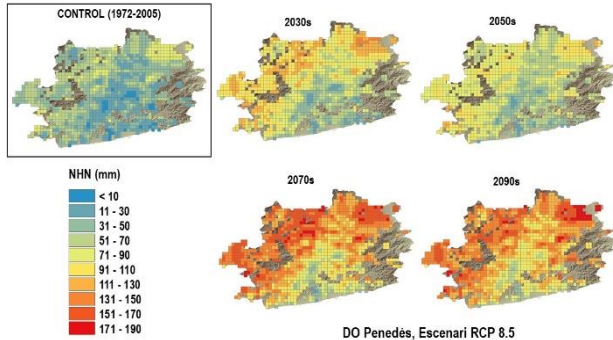 CONTROL (1972-2005)
2030s
2050s
NHN (mm)
< 10
11 - 30
31 - 50
51 - 70
71 - 90
91 - 110
111 - 130
131 - 150
151 - 170
171 - 190
2070s
2090s
DO Penedès, Escenari RCP 8.5